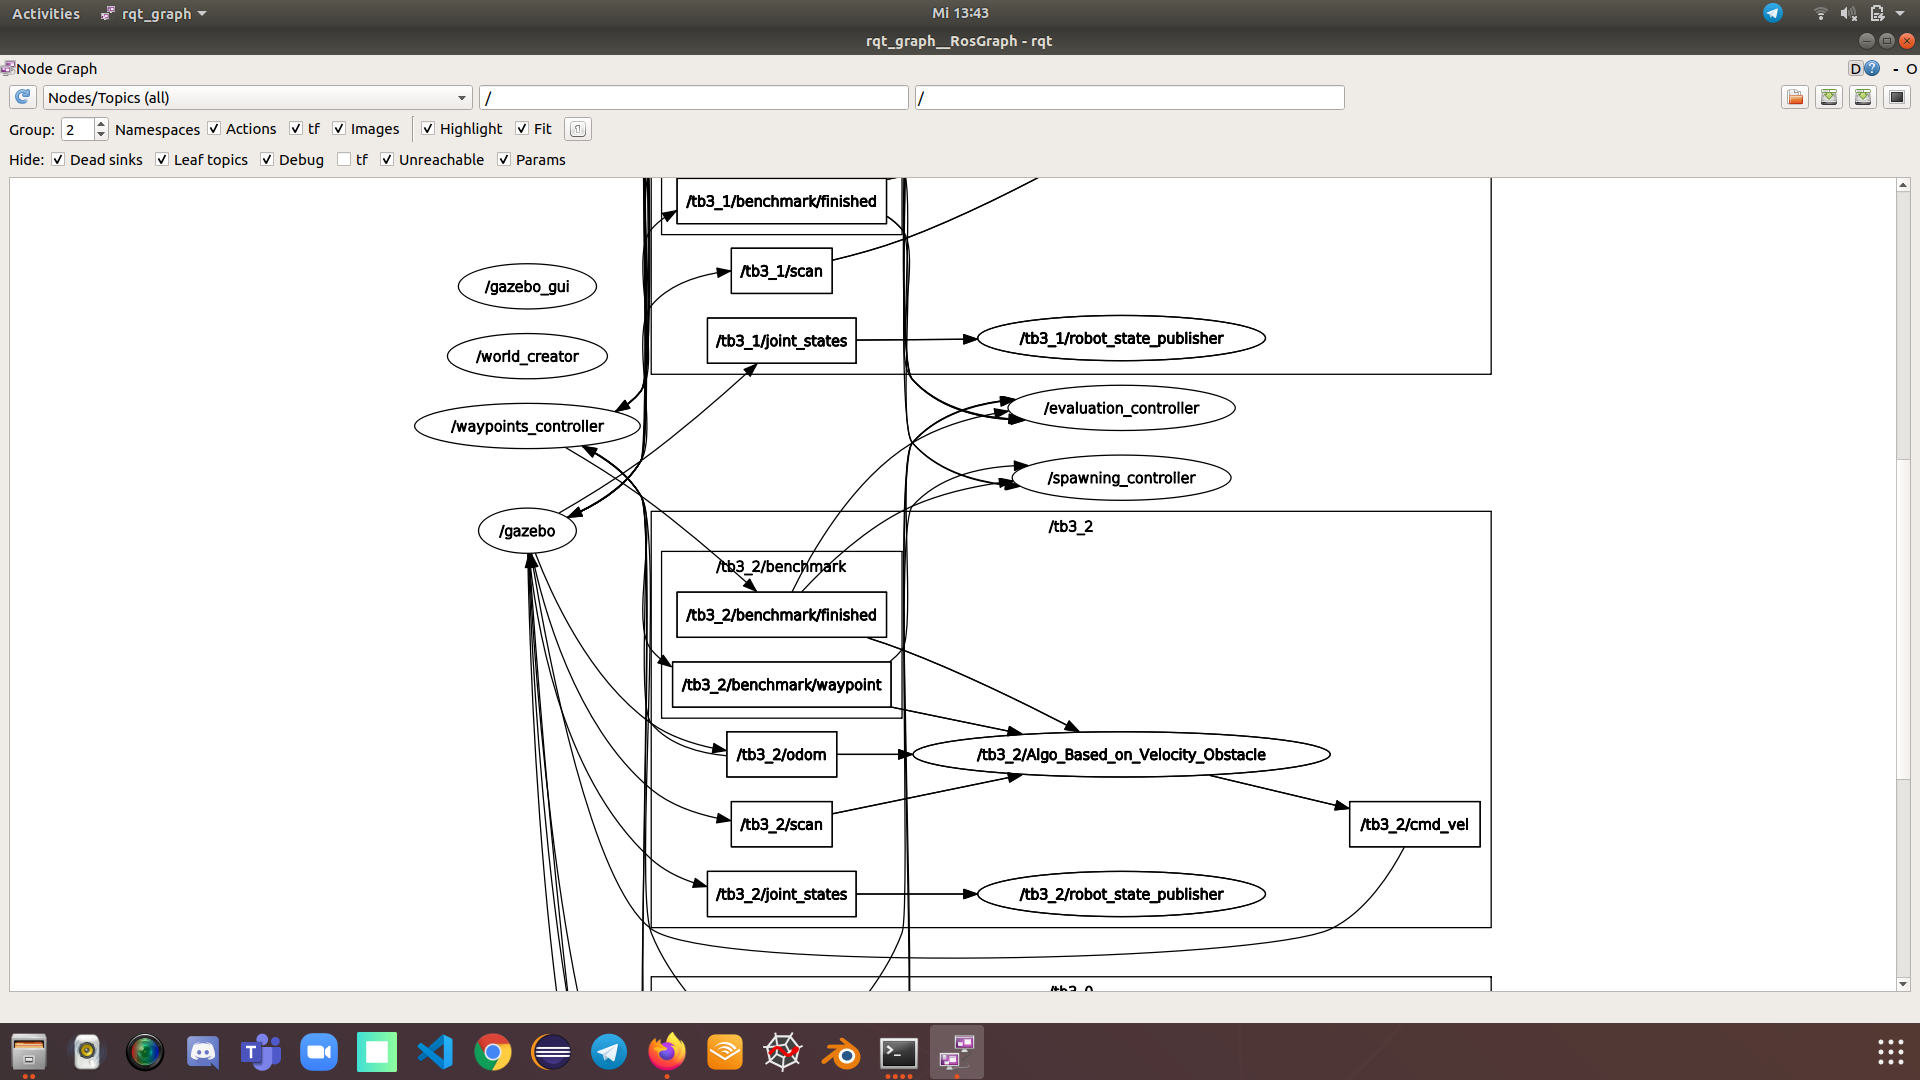 Activities rqt_graph Mi 13:43
rqt_graph__RosGraph - rqt
Node Graph D ? - O
Nodes/Topics (all) / /
Group: 2 Namespaces Actions tf Images Highlight Fit
Hide: Dead sinks Leaf topics Debug tf Unreachable Params
/tb3_1/benchmark/finished
/tb3_1/scan
/gazebo_gui
/tb3_1/joint_states /tb3_1/robot_state_publisher
/world_creator
/evaluation_controller
/waypoints_controller
/spawning_controller
/gazebo
/tb3_2
/tb3_2/benchmark
/tb3_2/benchmark/finished
/tb3_2/benchmark/waypoint
/tb3_2/odom /tb3_2/Algo_Based_on_Velocity_Obstacle
/tb3_2/scan /tb3_2/cmd_vel
/tb3_2/joint_states /tb3_2/robot_state_publisher